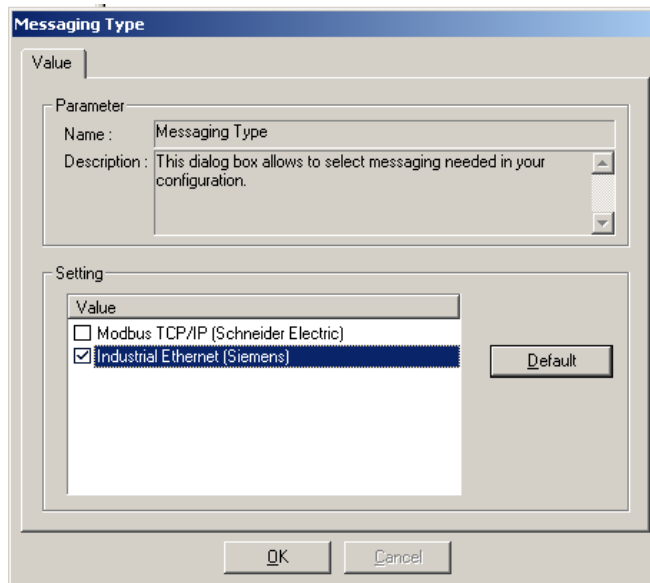 Messaging Type
Value
Parameter
Name :
Messaging Type
Description :
This dialog box allows to select messaging needed in your
configuration.
Setting
Value
Modbus TCP/IP (Schneider Electric)
Industrial Ethernet (Siemens)
Default
OK
Cancel